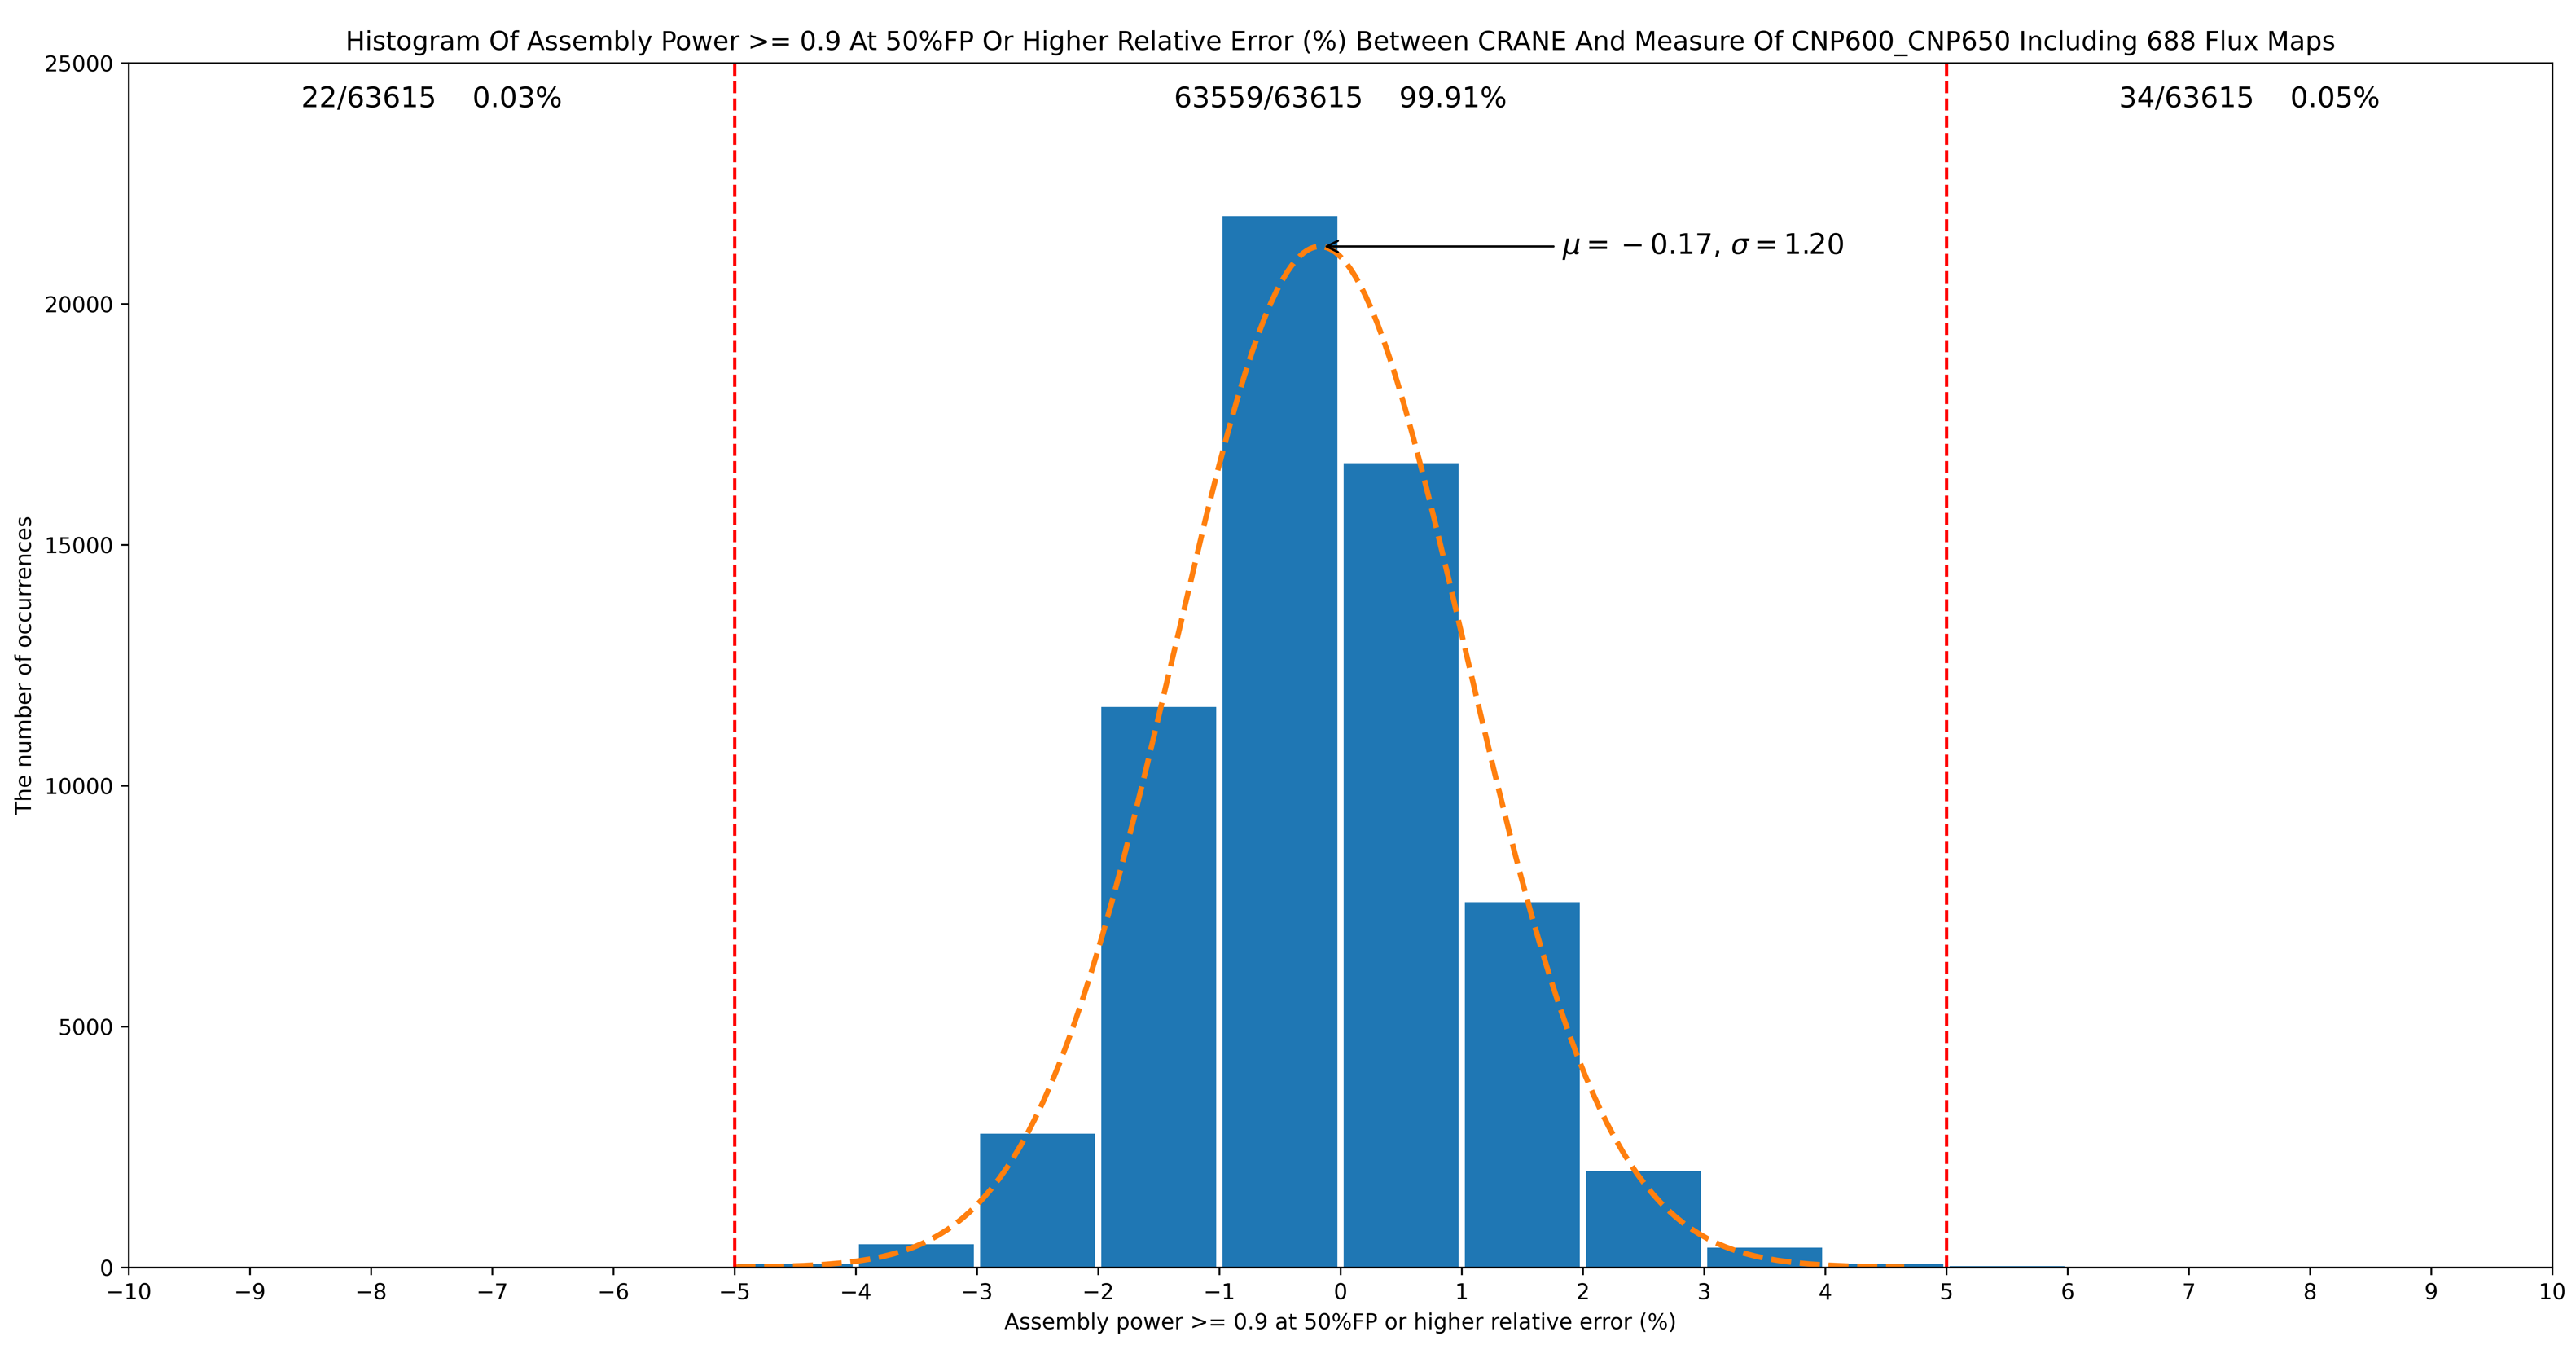 Histogram Of Assembly Power >= 0.9 At 50%FP Or Higher Relative Error (%) Between CRANE And Measure Of CNP600_CNP650 Including 688 Flux Maps
25000
22/63615 0.03%
63559/63615 99.91%
34/63615 0.05%
μ = −0.17, σ = 1.20
20000
15000
10000
5000
0
The number of occurrences
−10 −9 −8 −7 −6 −5 −4 −3 −2 −1 0 1 2 3 4 5 6 7 8 9 10
Assembly power >= 0.9 at 50%FP or higher relative error (%)